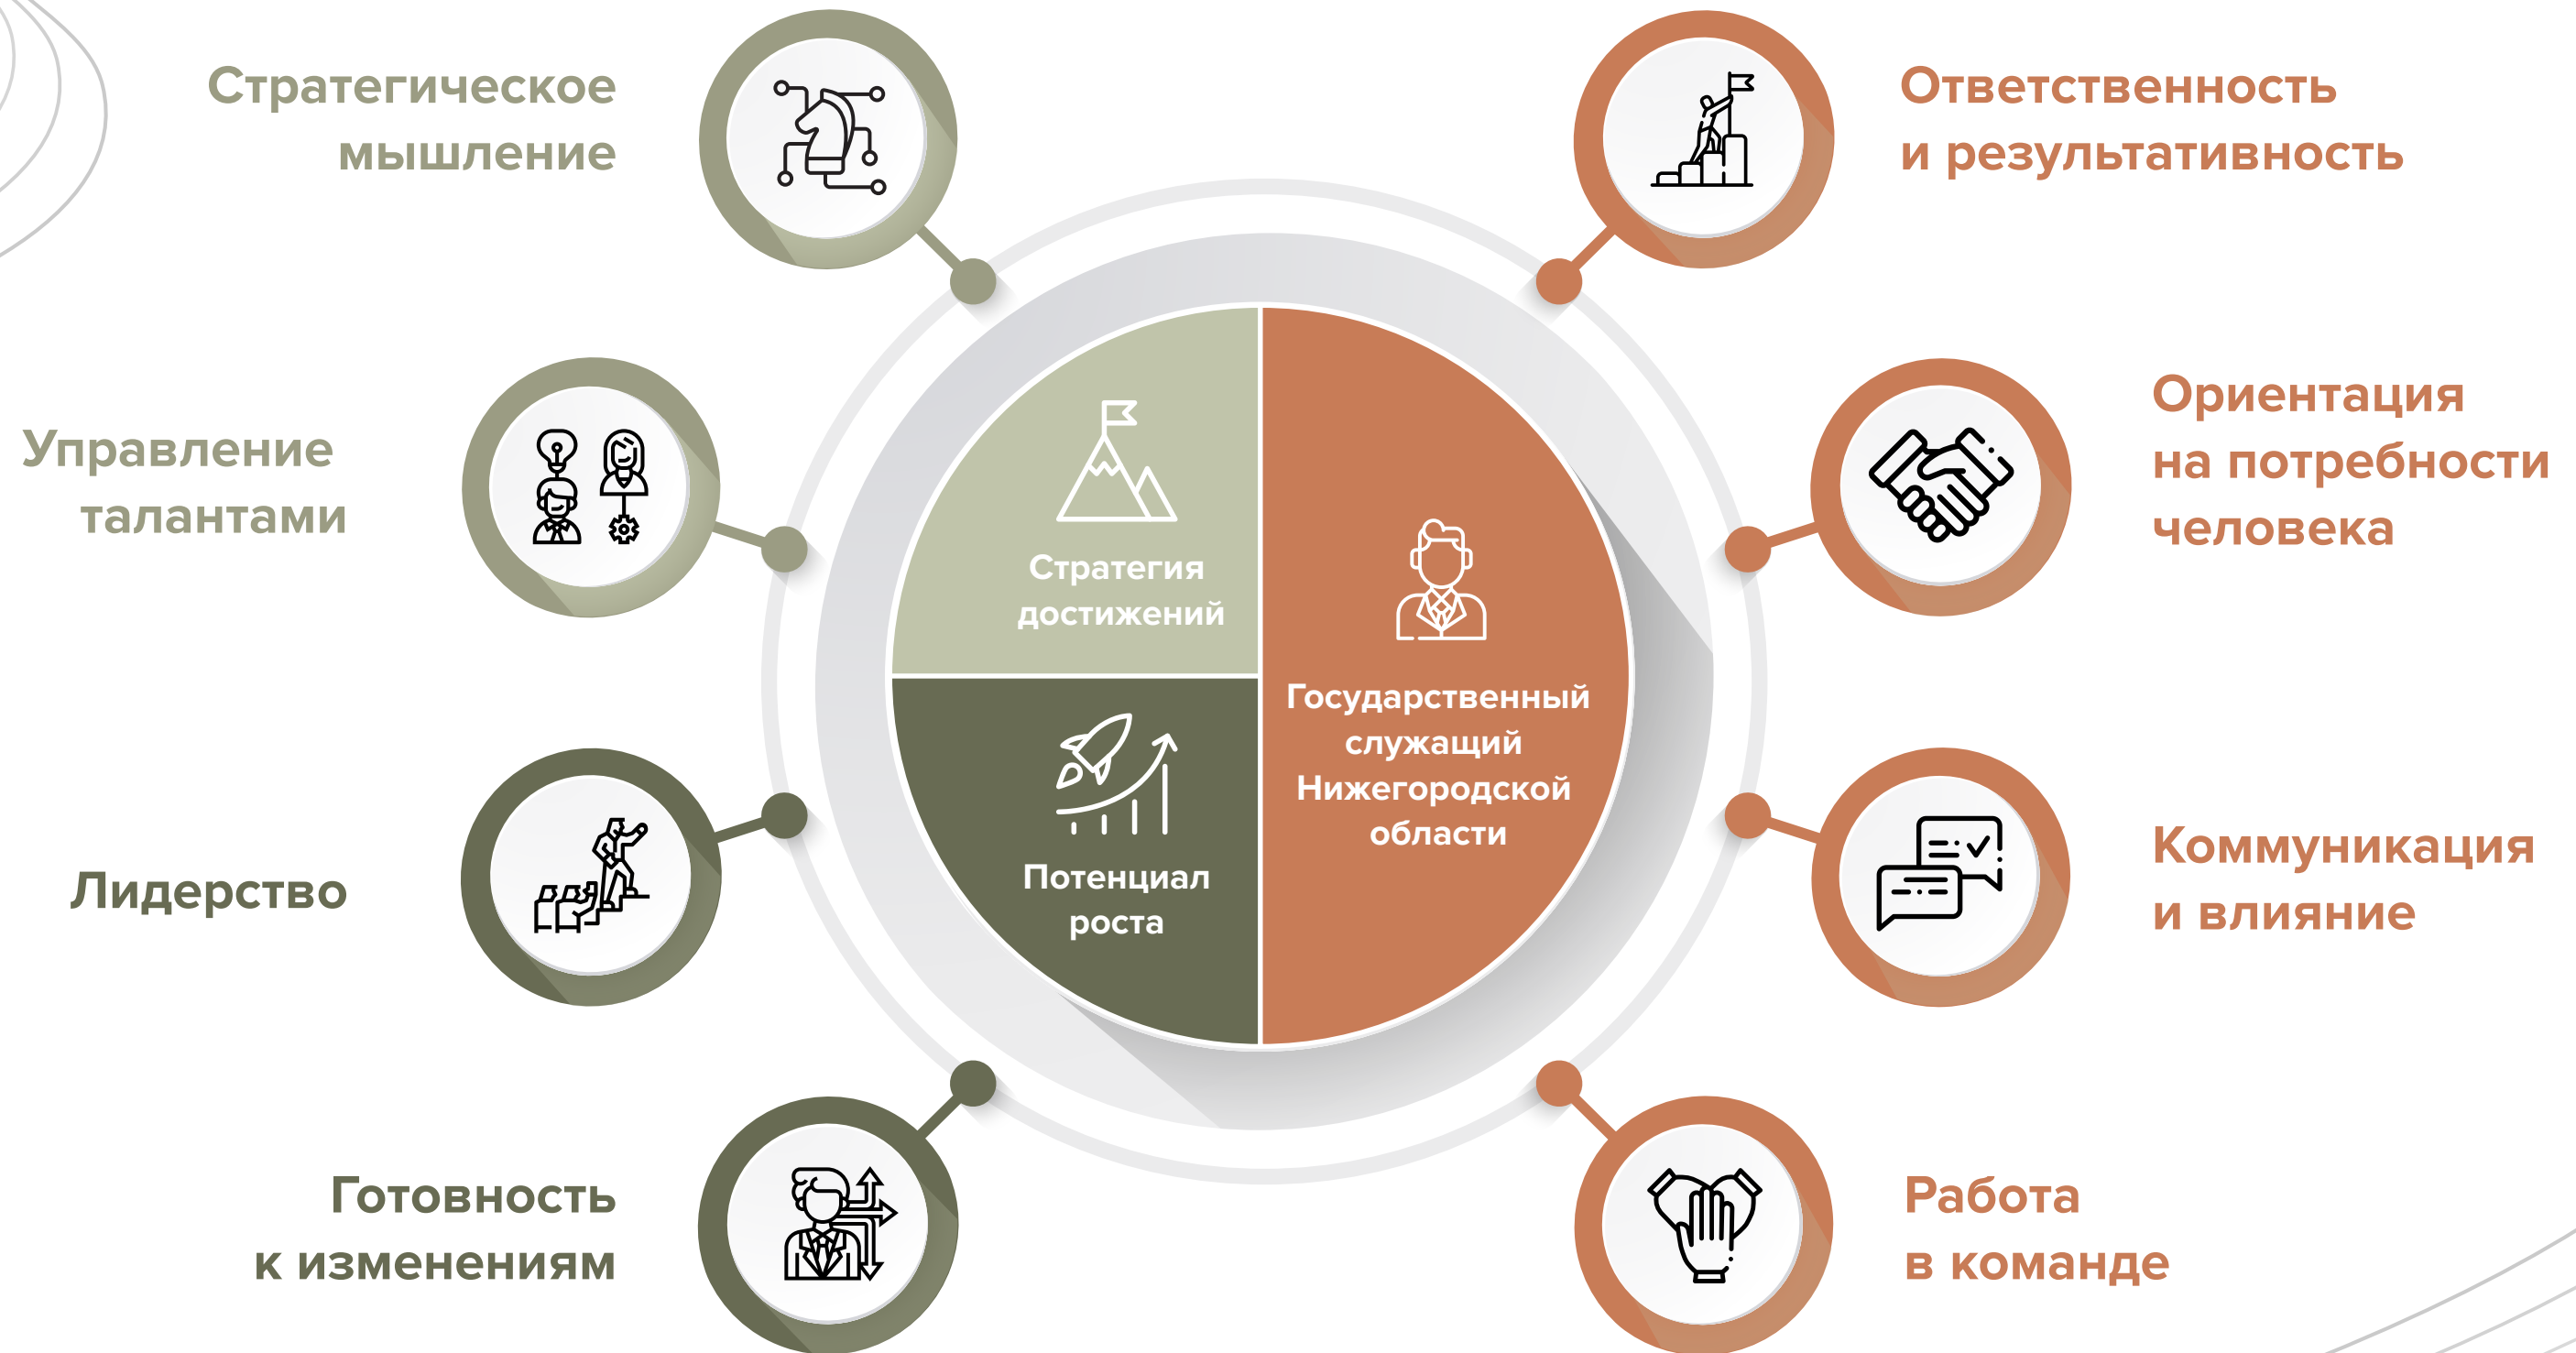 Стратегическое
мышление
Управление
талантами
Лидерство
Готовность
к изменениям
Стратегия
достижений
Потенциал
роста
Государственный
служащий
Нижегородской
области
Ответственность
и результативность
Ориентация
на потребности
человека
Коммуникация
и влияние
Работа
в команде